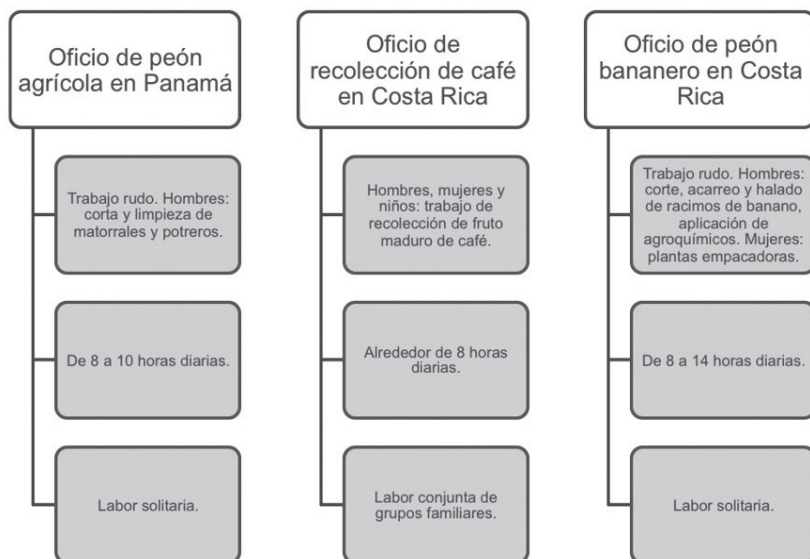 Oficio de peón
agrícola en Panamá
Trabajo rudo. Hombres:
corta y limpieza de
matorrales y potreros.
De 8 a 10 horas diarias.
Labor solitaria.
Oficio de
recolección de café
en Costa Rica
Hombres, mujeres y
niños: trabajo de
recolección de fruto
maduro de café.
Alrededor de 8 horas
diarias.
Labor conjunta de
grupos familiares.
Oficio de peón
bananero en Costa
Rica
Trabajo rudo. Hombres:
corte, acarreo y halado
de racimos de banano,
aplicación de
agroquímicos. Mujeres:
plantas empacadoras.
De 8 a 14 horas diarias.
Labor solitaria.